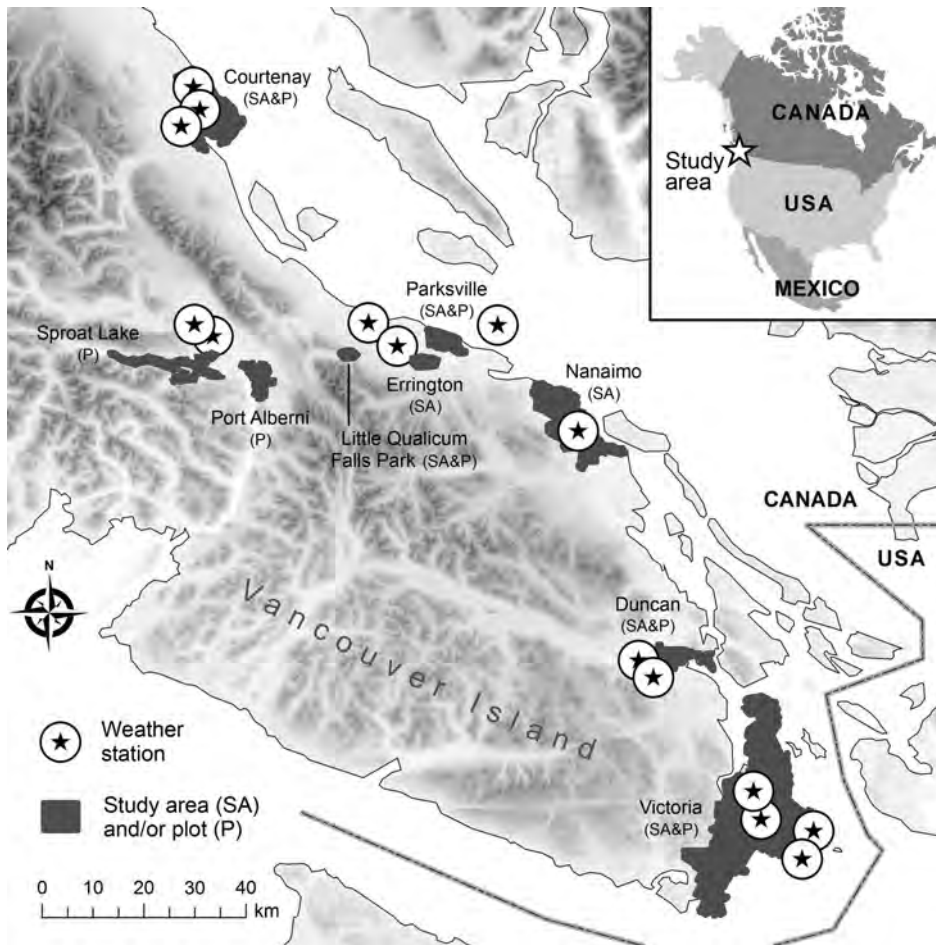 Courtenay
(SA&P)
CANADA
Study
area
USA
MEXICO
Parksville
(SA&P)
Sproat Lake
(P)
Errington
(SA)
Nanaimo
(SA)
Port Alberni
(P)
Little Qualicum
Falls Park (SA&P)
CANADA
USA
N
Duncan
(SA&P)
Vancouver Island
Weather
station
Study area (SA)
and/or plot (P)
Victoria
(SA&P)
0 10 20 30 40
km